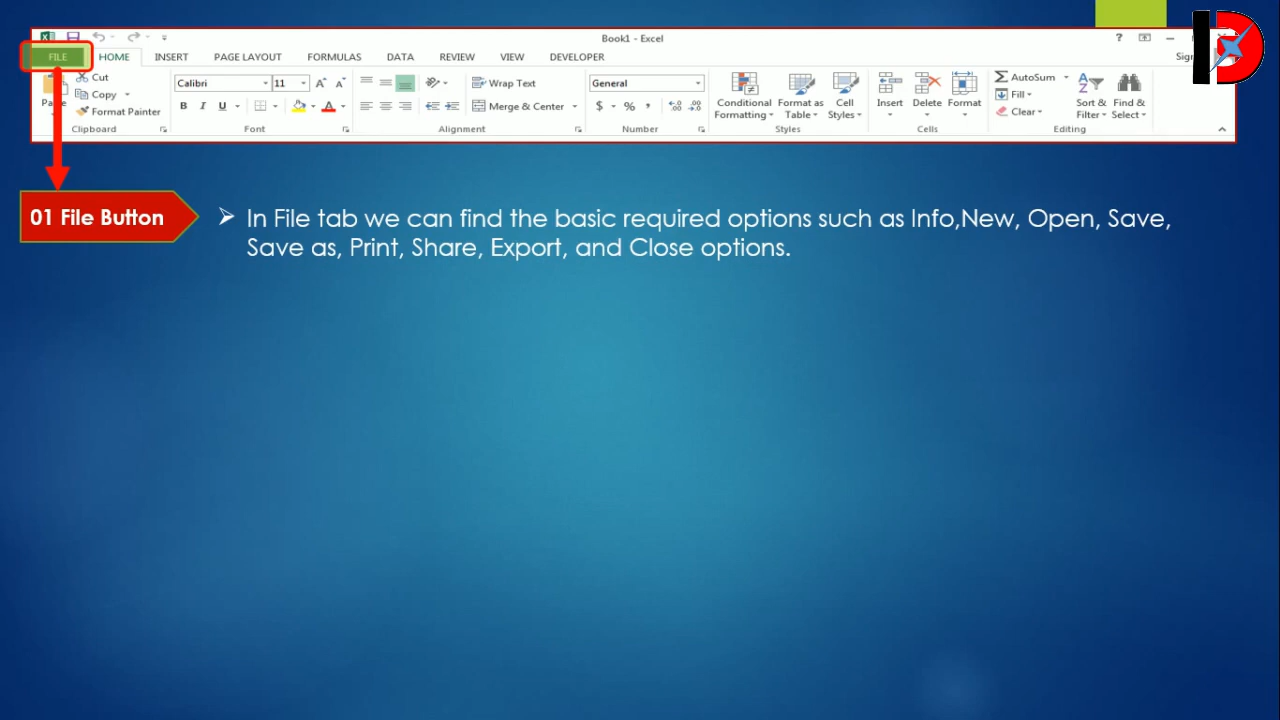 Book1 - Excel
FILE HOME INSERT PAGE LAYOUT FORMULAS DATA REVIEW VIEW DEVELOPER
Cut
Copy
Format Painter
Clipboard
Calibri 11
B I U
Font
Wrap Text
Merge & Center
Alignment
General
$ % ,
Number
Conditional Formatting
Format as Table
Cell Styles
Styles
Insert Delete Format
Cells
AutoSum
Fill
Clear
Sort & Filter
Find & Select
Editing
01 File Button
In File tab we can find the basic required options such as Info,New, Open, Save,
Save as, Print, Share, Export, and Close options.